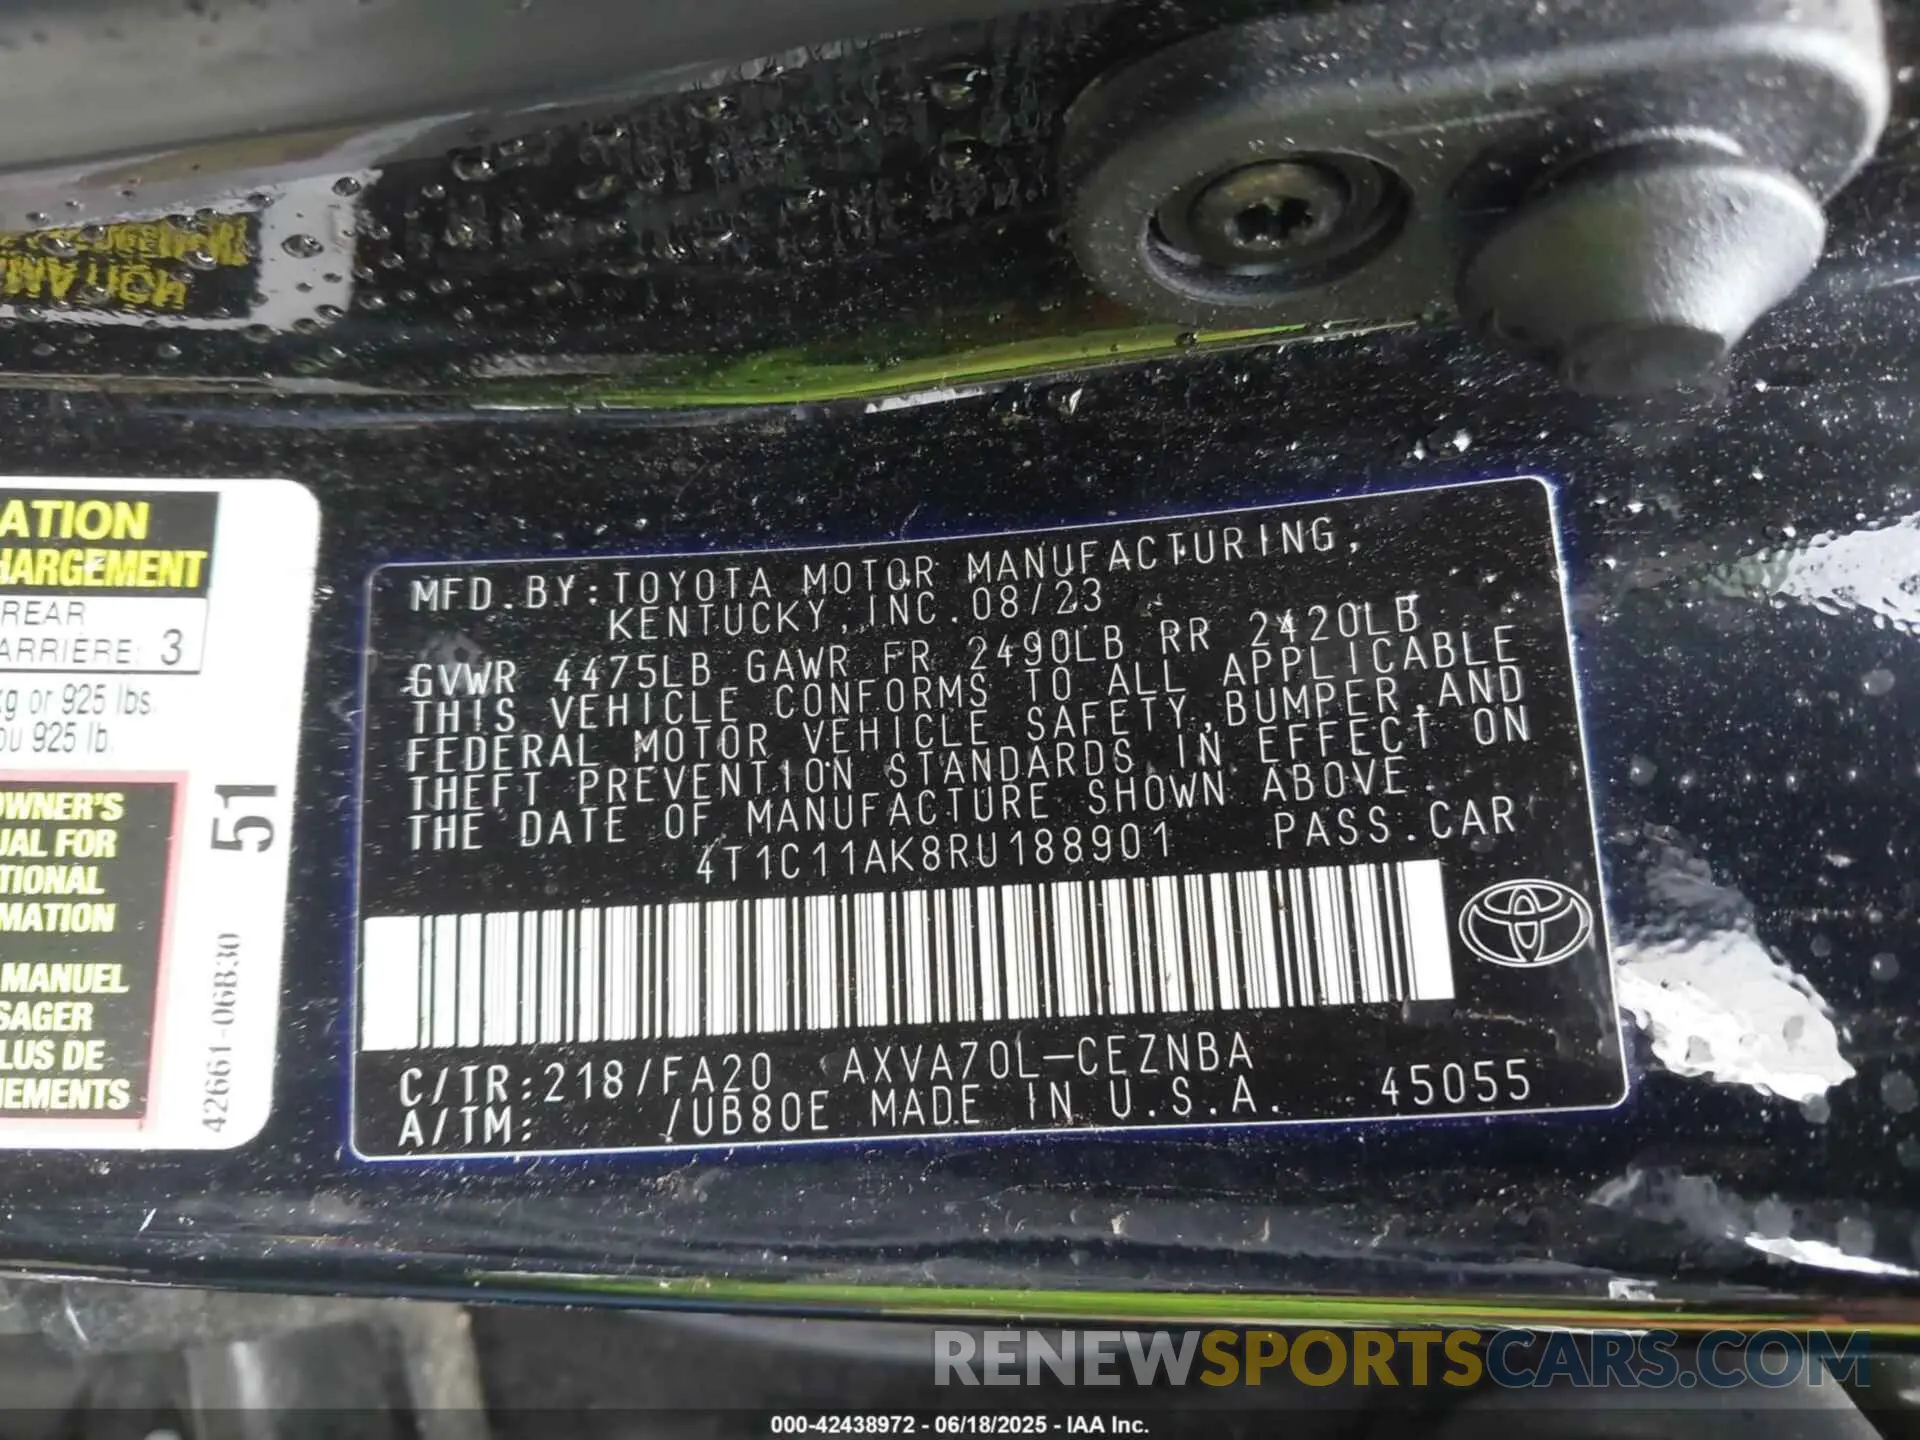 ATION
HARGEMENT
REAR
ARRIÈRE: 3
kg or 925 lbs.
ou 925 lb.
OWNER'S
UAL FOR
TIONAL
MATION
MANUEL
SAGER
LUS DE
NEMENTS
51
42661-06B30
MFD.BY:TOYOTA MOTOR MANUFACTURING,
KENTUCKY,INC.08/23
GVWR 4475LB GAWR FR 2490LB RR 2420LB
THIS VEHICLE CONFORMS TO ALL APPLICABLE
FEDERAL MOTOR VEHICLE SAFETY,BUMPER,AND
THEFT PREVENTION STANDARDS IN EFFECT ON
THE DATE OF MANUFACTURE SHOWN ABOVE.
4T1C11AK8RU188901 PASS.CAR
C/TR:218/FA20 AXVA70L-CEZNBA
A/TM: /UB80E MADE IN U.S.A. 45055
RENEWSPORTSCARS.COM
000-42438972 - 06/18/2025 - IAA Inc.